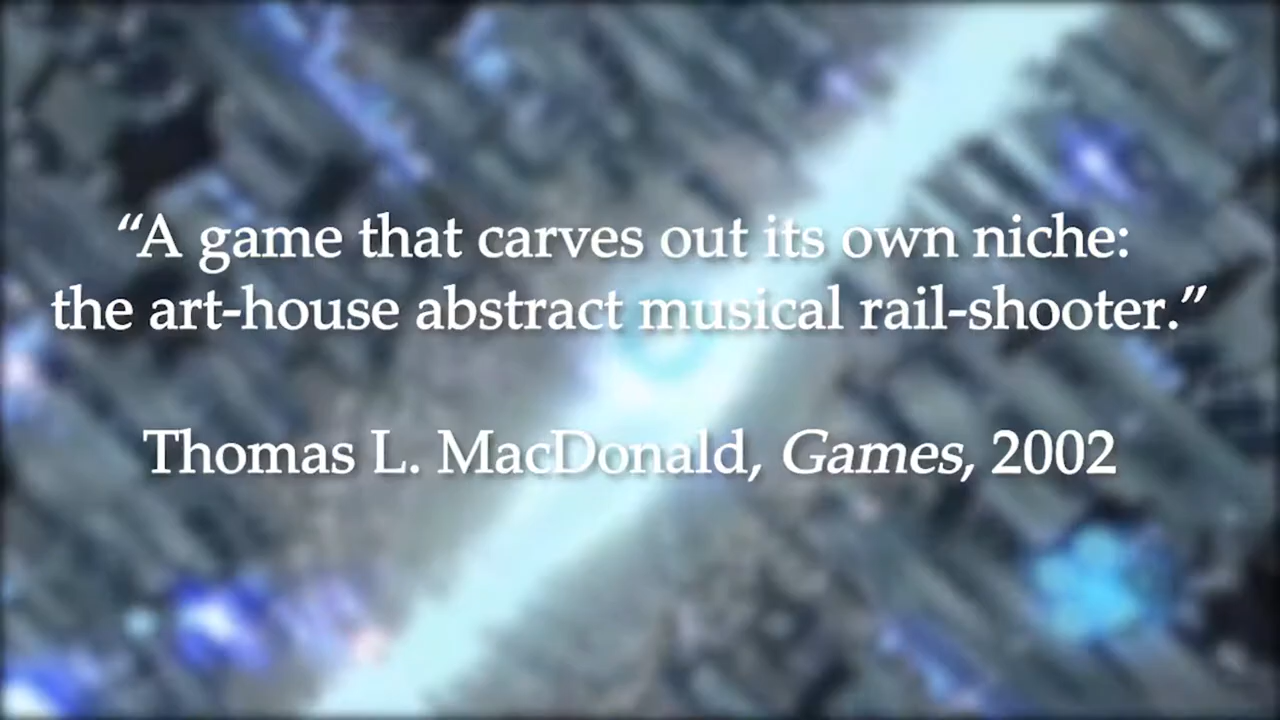 “A game that carves out its own niche:
the art-house abstract musical rail-shooter.”
Thomas L. MacDonald, Games, 2002